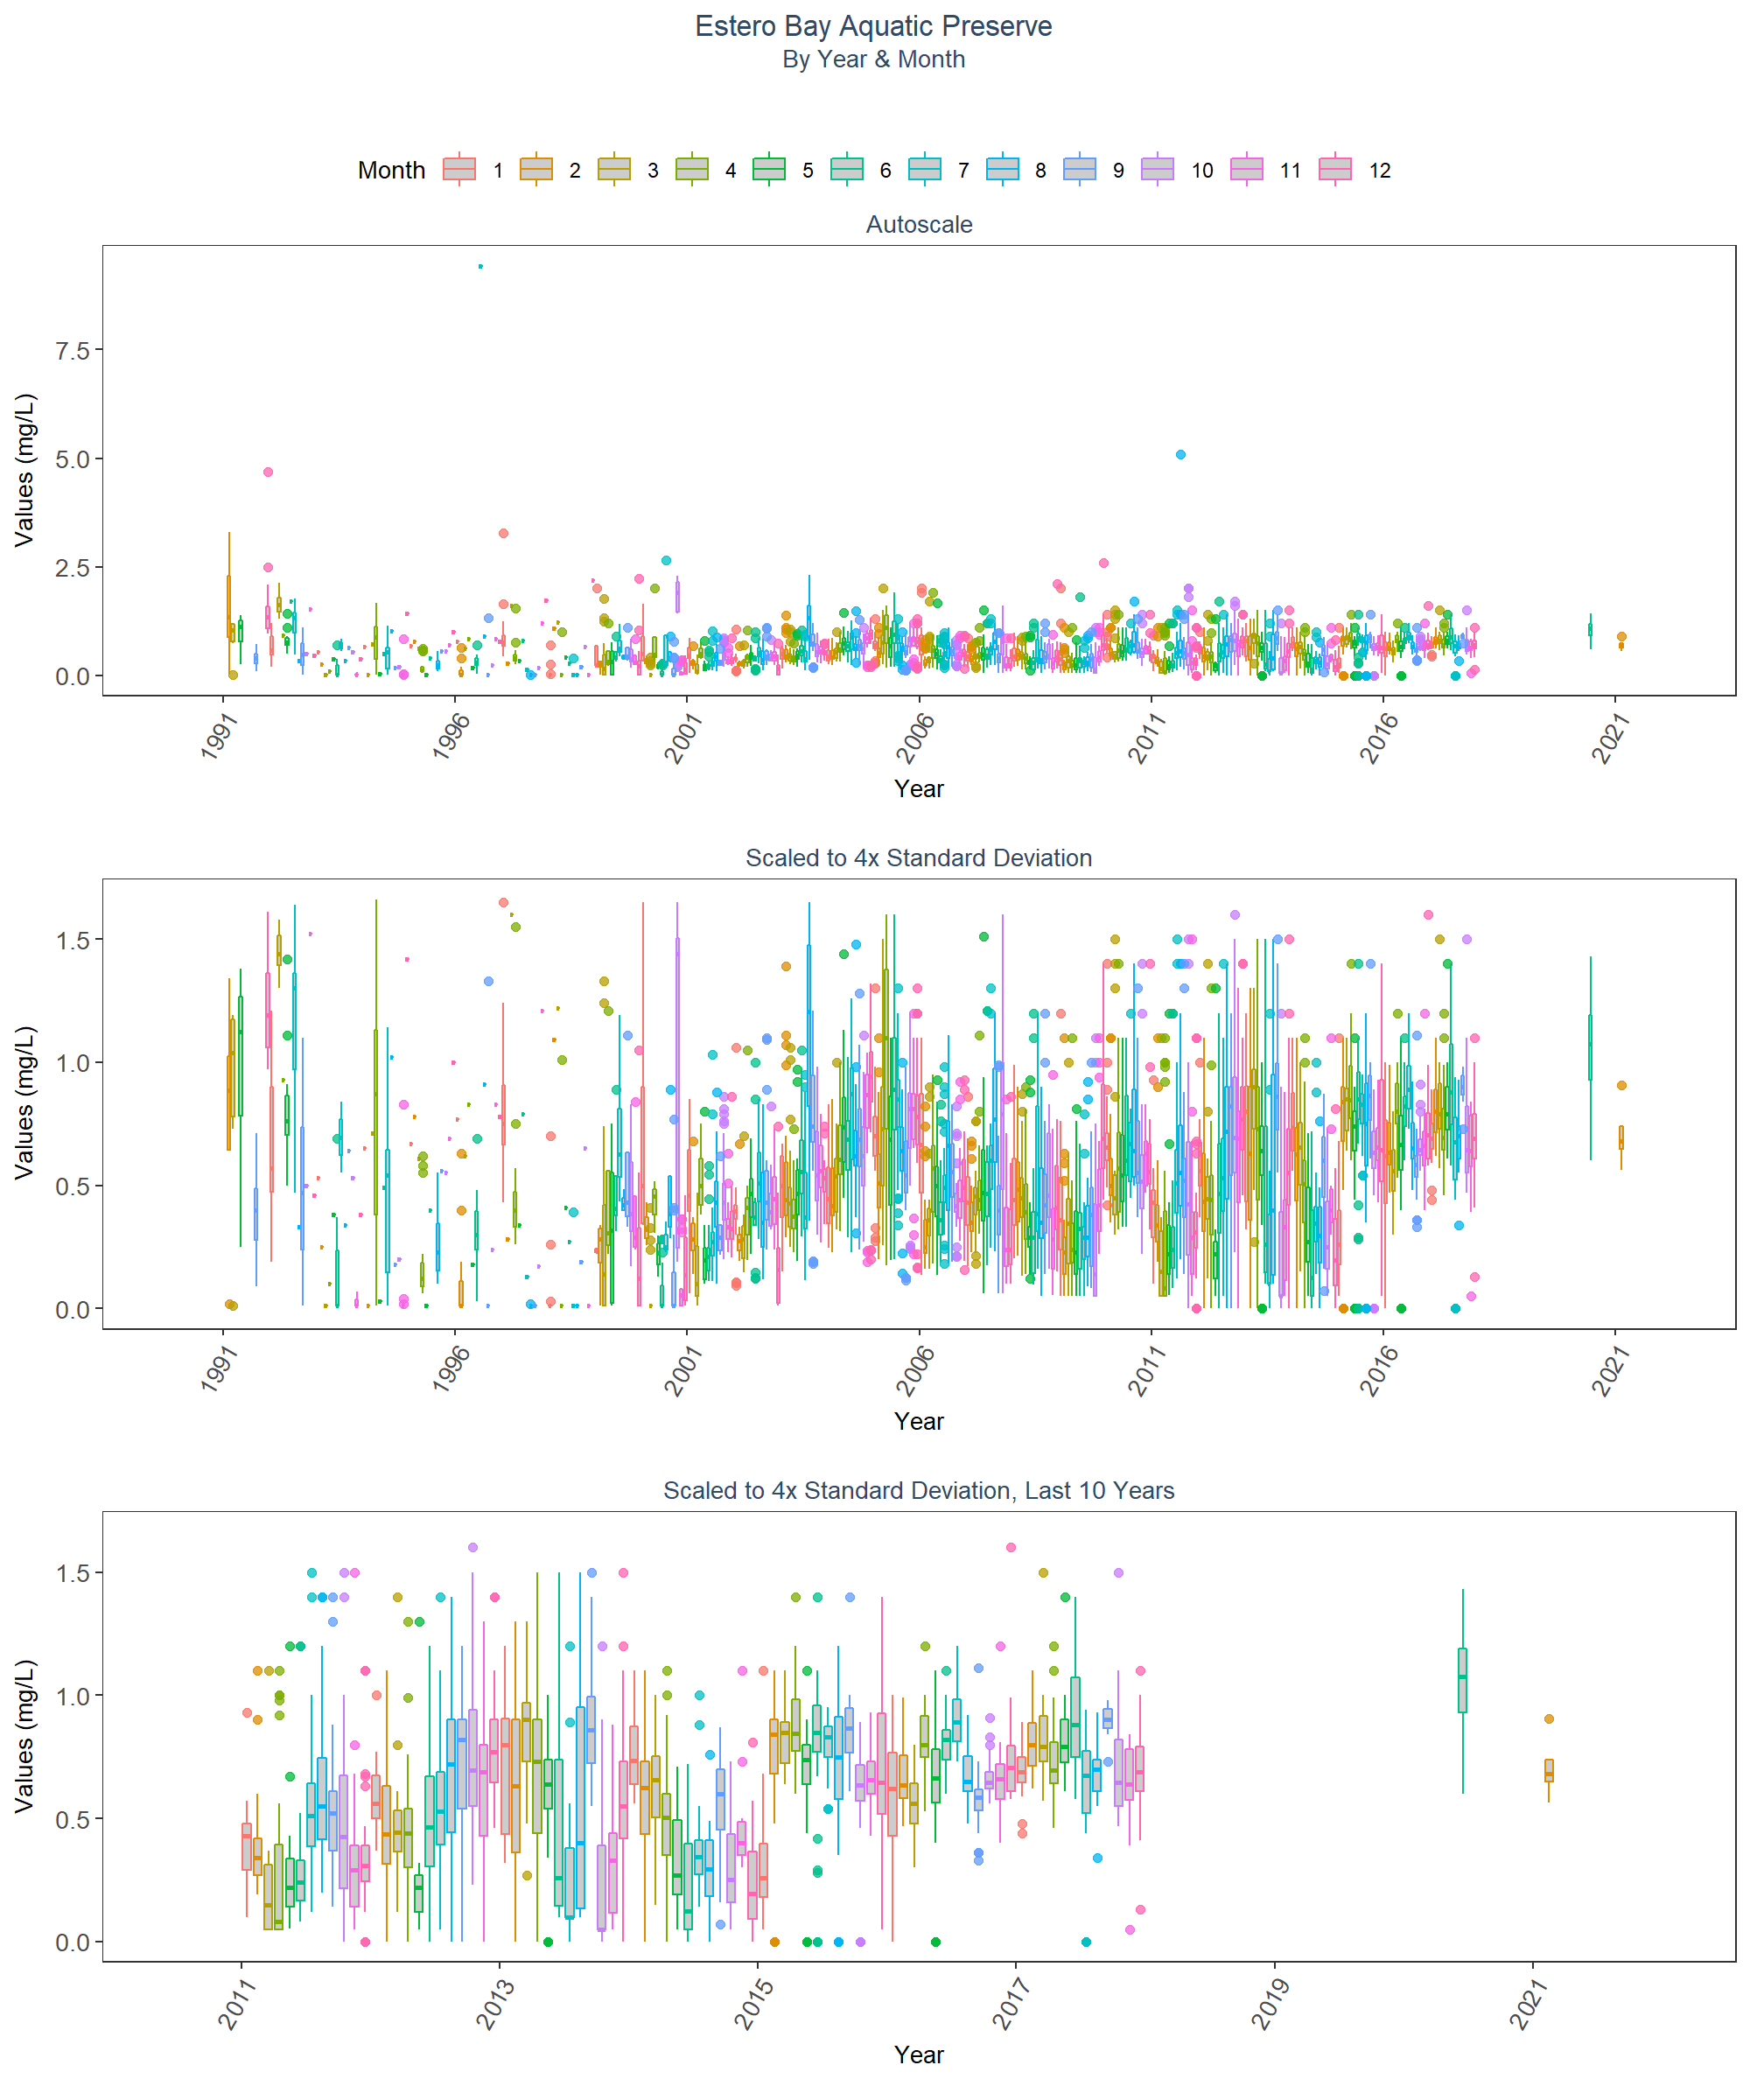 Estero Bay Aquatic Preserve
By Year & Month
Month 1 2 3 4 5 6 7 8 9 10 11 12
Autoscale
Values (mg/L)
7.5
5.0
2.5
0.0
1991 1996 2001 2006 2011 2016 2021
Year
Scaled to 4x Standard Deviation
Values (mg/L)
1.5
1.0
0.5
0.0
1991 1996 2001 2006 2011 2016 2021
Year
Scaled to 4x Standard Deviation, Last 10 Years
Values (mg/L)
1.5
1.0
0.5
0.0
2011 2013 2015 2017 2019 2021
Year